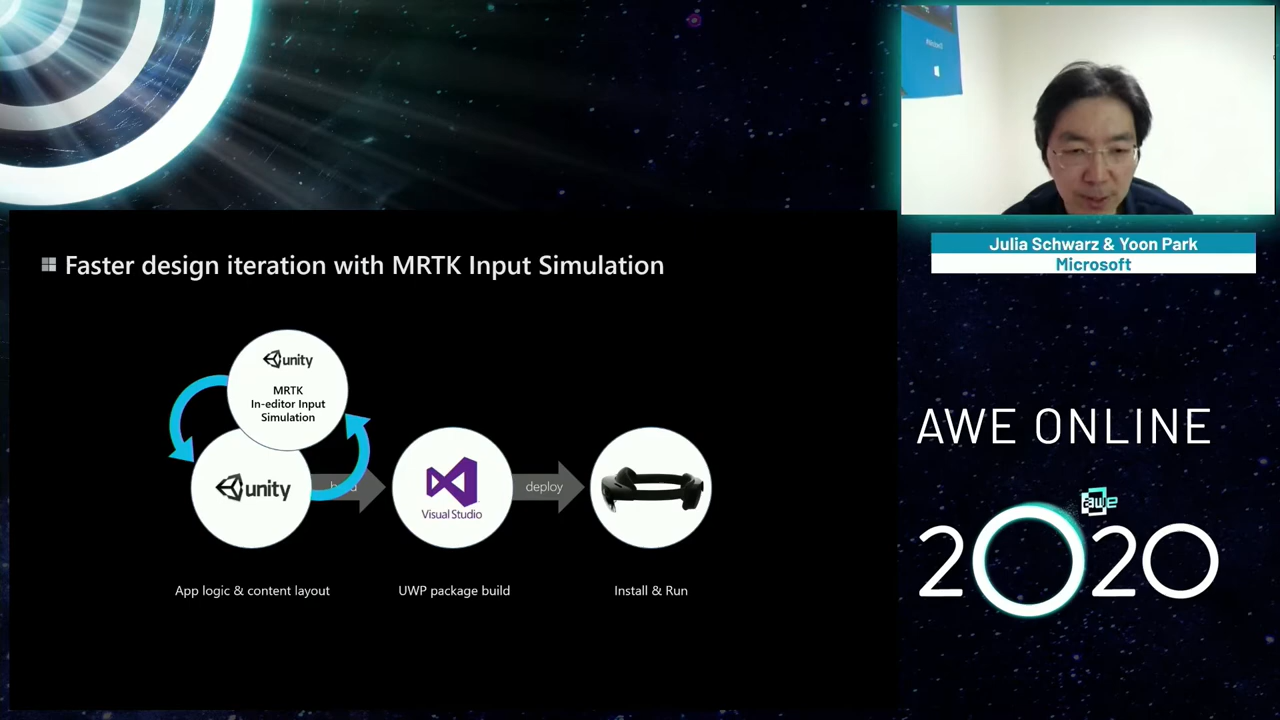 Julia Schwarz & Yoon Park
Microsoft
Faster design iteration with MRTK Input Simulation
unity
MRTK
In-editor Input
Simulation
unity
Visual Studio
deploy
App logic & content layout
UWP package build
Install & Run
AWE ONLINE
awe
2020